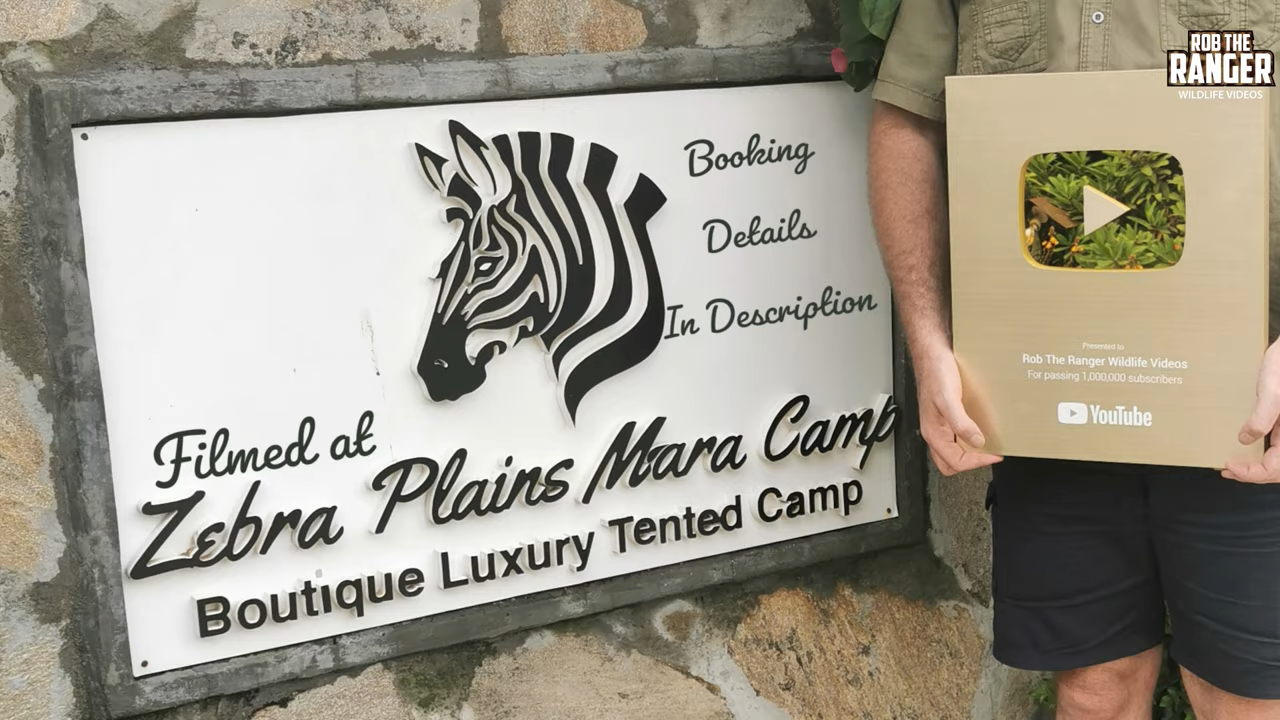 Booking
Details
In Description
Filmed at
Zebra Plains Mara Camp
Boutique Luxury Tented Camp
ROB THE
RANGER
WILDLIFE VIDEOS
Presented to
Rob The Ranger Wildlife Videos
For passing 1,000,000 subscribers
YouTube